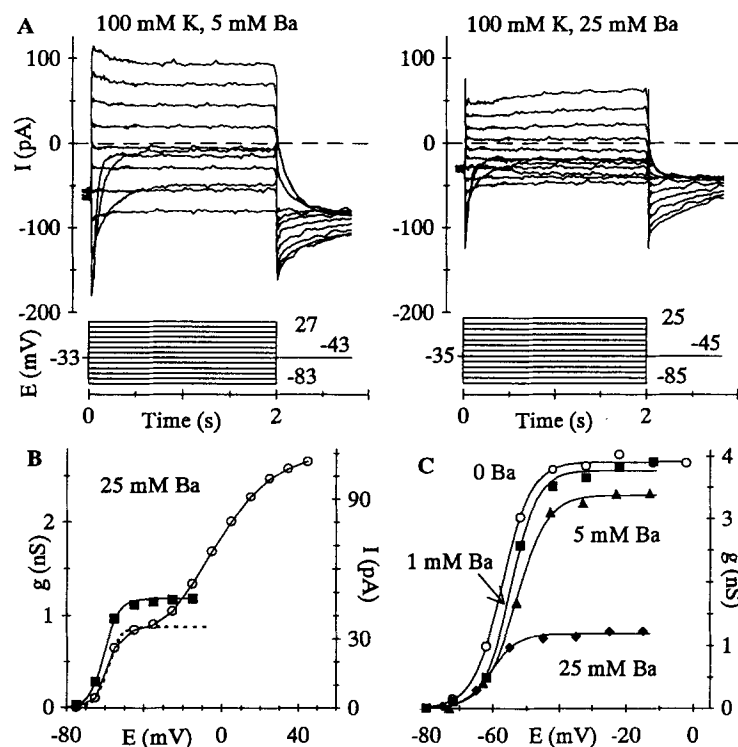 A 100 mM K, 5 mM Ba 100 mM K, 25 mM Ba
100 100
0 0
I (pA)
-100 -100
-200 -200
E (mV)
27 25
-33 -43 -35 -45
-83 -85
0 2 0 2
Time (s) Time (s)
B 25 mM Ba C
g (nS)
2
1
0
I (pA)
90
30
0
-80 -40 0 40
E (mV)
0 Ba
1 mM Ba
5 mM Ba
25 mM Ba
g (nS)
4
3
1
0
-80 -60 -40 -20 0
E (mV)